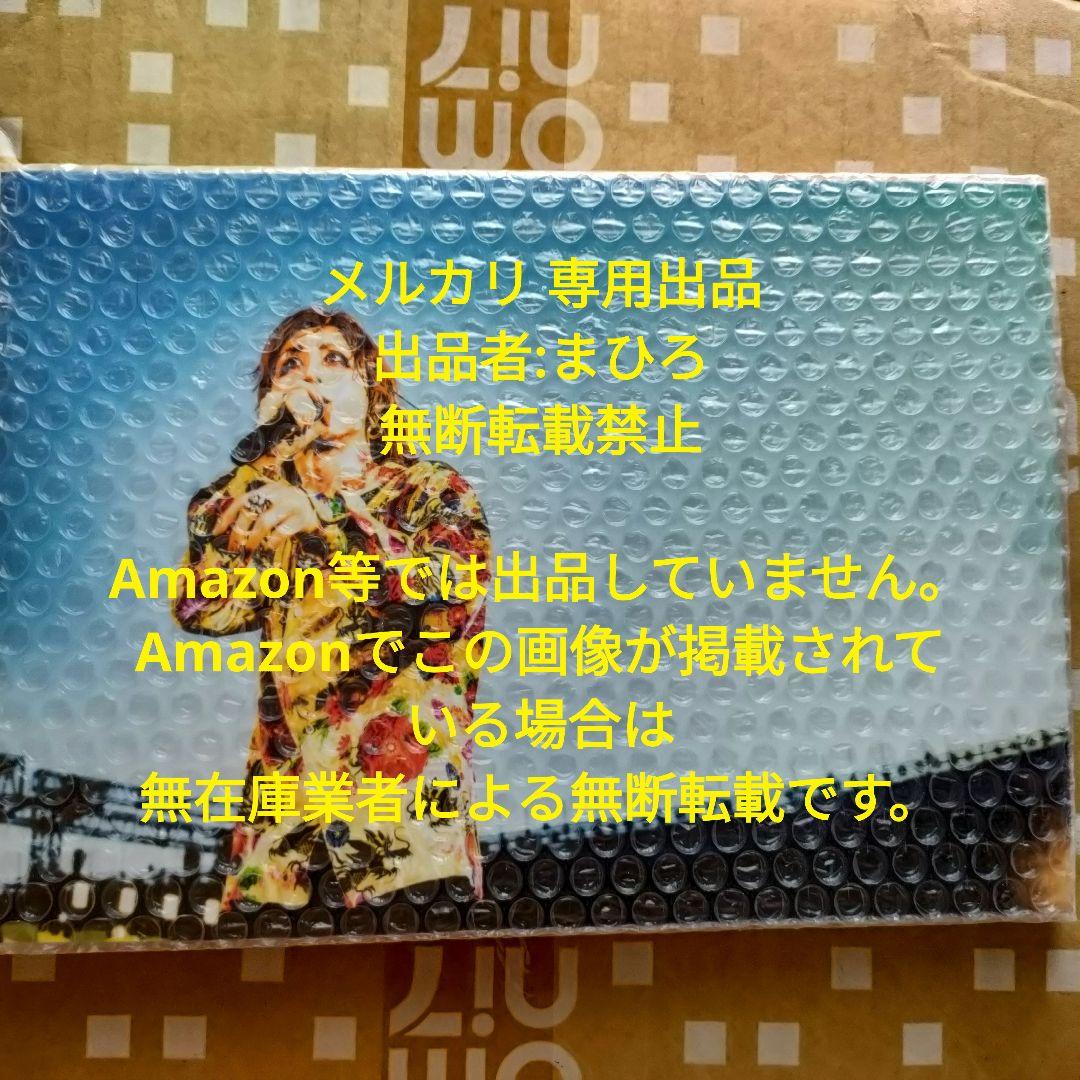 メルカリ 専用出品
出品者:まひろ
無断転載禁止
Amazon等では出品していません。
Amazonでこの画像が掲載されて
いる場合は
無在庫業者による無断転載です。